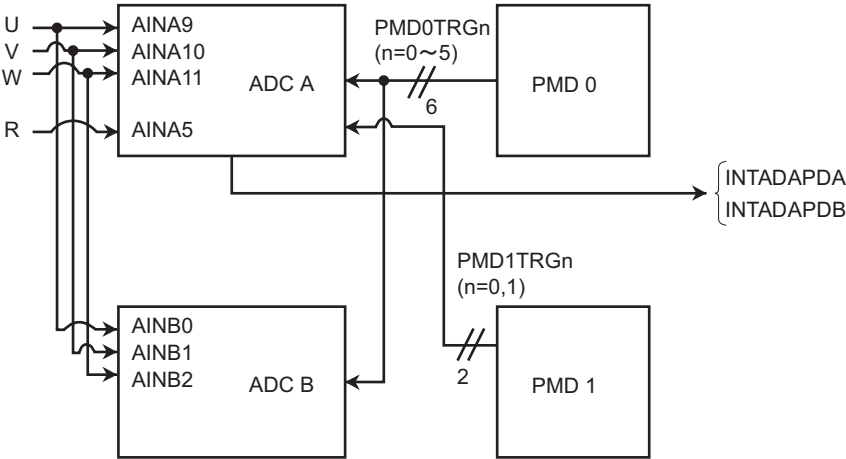 U
V
W
R
AINA9
AINA10
AINA11
AINA5
ADC A
PMD0TRGn
(n=0～5)
6
PMD 0
INTADAPDA
INTADAPDB
PMD1TRGn
(n=0,1)
2
PMD 1
AINB0
AINB1
AINB2
ADC B